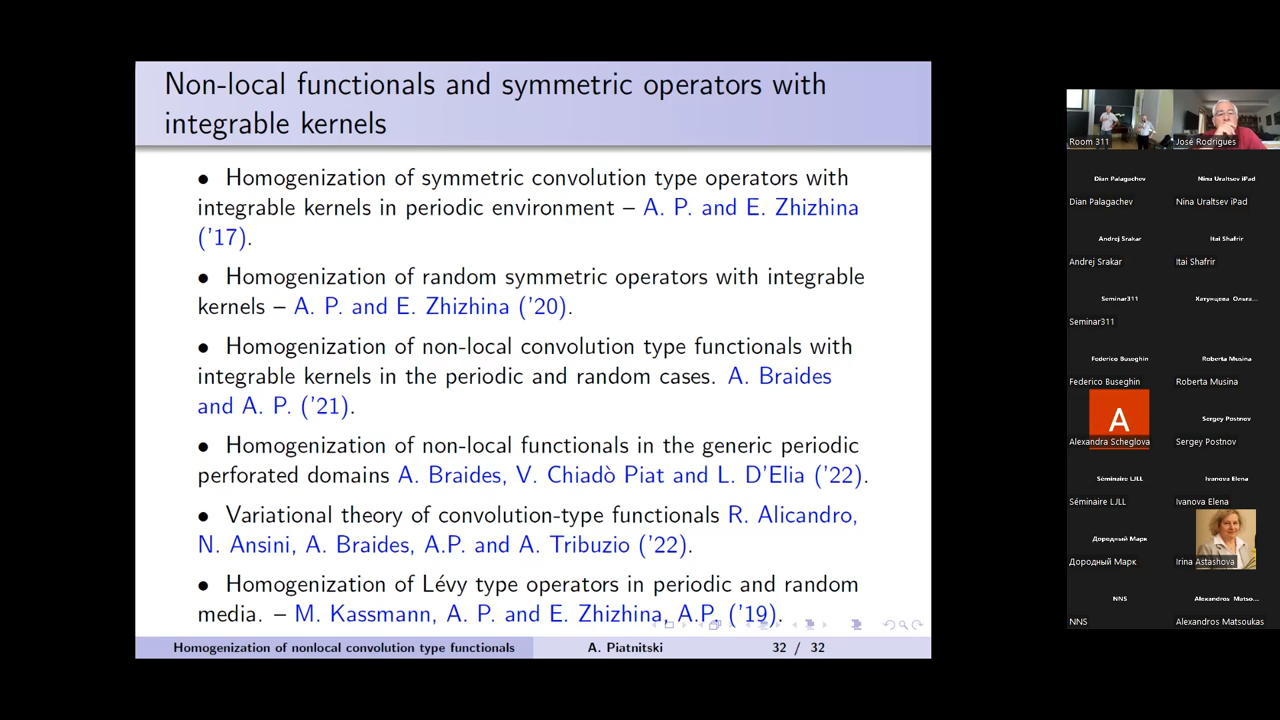 Non-local functionals and symmetric operators with
integrable kernels
• Homogenization of symmetric convolution type operators with
integrable kernels in periodic environment – A. P. and E. Zhizhina
('17).
• Homogenization of random symmetric operators with integrable
kernels – A. P. and E. Zhizhina ('20).
• Homogenization of non-local convolution type functionals with
integrable kernels in the periodic and random cases. A. Braides
and A. P. ('21).
• Homogenization of non-local functionals in the generic periodic
perforated domains A. Braides, V. Chiadò Piat and L. D'Elia ('22).
• Variational theory of convolution-type functionals R. Alicandro,
N. Ansini, A. Braides, A.P. and A. Tribuzio ('22).
• Homogenization of Lévy type operators in periodic and random
media. – M. Kassmann, A. P. and E. Zhizhina, A.P. ('19).
Homogenization of nonlocal convolution type functionals
A. Piatnitski
32 / 32
Room 311
José Rodrigues
Dian Palagachev
Nina Uraltsev iPad
Dian Palagachev
Nina Uraltsev iPad
Andrej Srakar
Itai Shafrir
Andrej Srakar
Itai Shafrir
Seminar311
Хатунцева Ольга...
Seminar311
Federico Buseghin
Roberta Musina
Federico Buseghin
Roberta Musina
A
Sergey Postnov
Alexandra Scheglova
Sergey Postnov
Séminaire LJLL
Ivanova Elena
Séminaire LJLL
Ivanova Elena
Дородный Марк
Дородный Марк
Irina Astashova
NNS
Alexandros Matso...
NNS
Alexandros Matsoukas